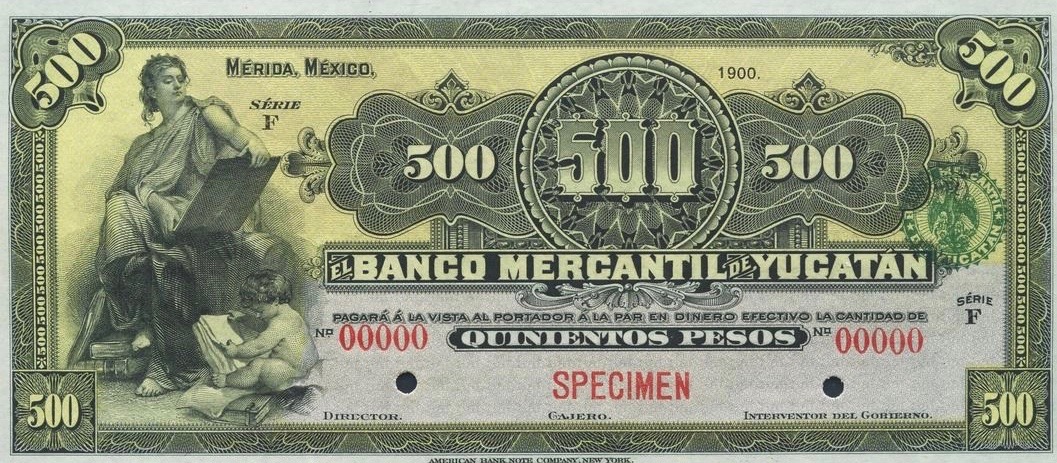 500
500
MÉRIDA, MÉXICO,
1900.
SÉRIE
F
500
500
500
EL BANCO MERCANTIL DE YUCATÁN
SÉRIE
F
PAGARÁ Á LA VISTA AL PORTADOR Á LA PAR EN DINERO EFECTIVO LA CANTIDAD DE
No 00000
QUINIENTOS PESOS
No 00000
SPECIMEN
500
500
DIRECTOR.
CAJERO.
INTERVENTOR DEL GOBIERNO.
AMERICAN BANK NOTE COMPANY, NEW YORK.